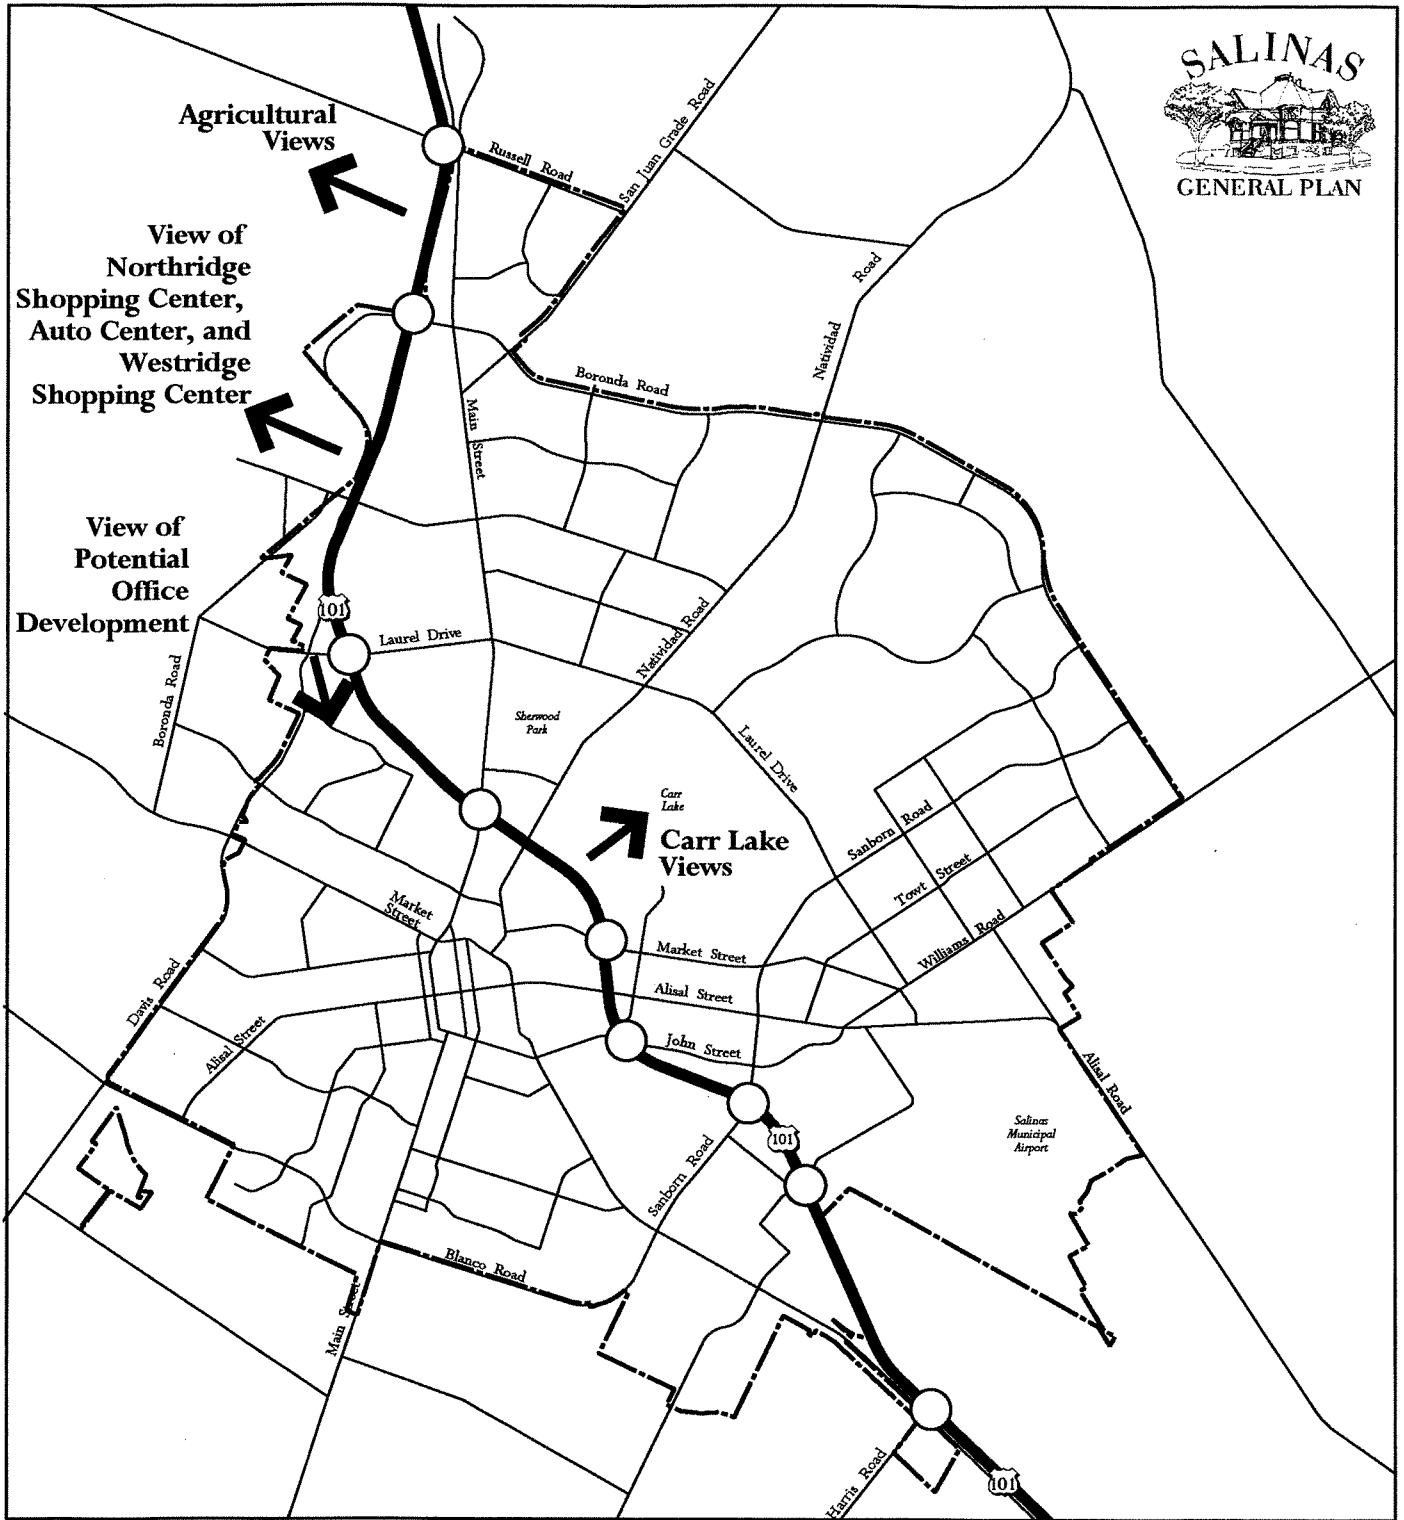 SALINAS
GENERAL PLAN
Agricultural
Views
Russell Road
San Juan Grade Road
View of
Northridge
Shopping Center,
Auto Center, and
Westridge
Shopping Center
Natividad Road
Boronda Road
Main Street
View of
Potential
Office
Development
101
Laurel Drive
Natividad Road
Boronda Road
Sherwood
Park
Laurel Drive
Carr
Lake
Carr Lake
Views
Sanborn Road
Towt Street
Williams Road
Market
Street
Market Street
Davis Road
Alisal Street
Alisal Street
John Street
Alisal Road
101
Salinas
Municipal
Airport
Sanborn Road
Blanco Road
Main Street
Harris Road
101